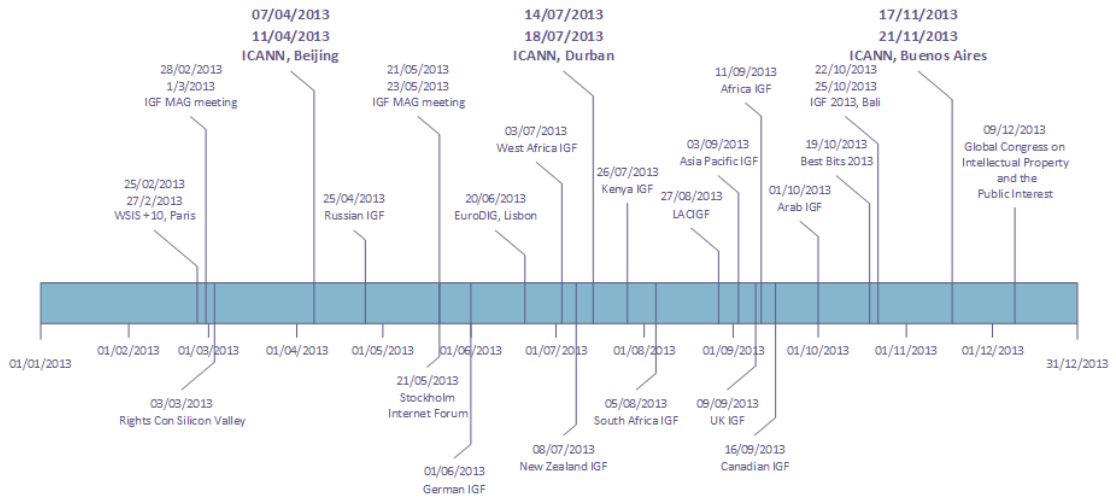 07/04/2013
11/04/2013
ICANN, Beijing
14/07/2013
18/07/2013
ICANN, Durban
17/11/2013
21/11/2013
ICANN, Buenos Aires
28/02/2013
1/3/2013
IGF MAG meeting
21/05/2013
23/05/2013
IGF MAG meeting
11/09/2013
Africa IGF
22/10/2013
25/10/2013
IGF 2013, Bali
03/07/2013
West Africa IGF
03/09/2013
Asia Pacific IGF
19/10/2013
Best Bits 2013
09/12/2013
Global Congress on
Intellectual Property
and the
Public Interest
25/02/2013
27/2/2013
WSIS +10, Paris
25/04/2013
Russian IGF
20/06/2013
EuroDIG, Lisbon
26/07/2013
Kenya IGF
27/08/2013
LACIGF
01/10/2013
Arab IGF
01/01/2013
01/02/2013
01/03/2013
01/04/2013
01/05/2013
01/06/2013
01/07/2013
01/08/2013
01/09/2013
01/10/2013
01/11/2013
01/12/2013
31/12/2013
03/03/2013
Rights Con Silicon Valley
21/05/2013
Stockholm
Internet Forum
01/06/2013
German IGF
08/07/2013
New Zealand IGF
05/08/2013
South Africa IGF
09/09/2013
UK IGF
16/09/2013
Canadian IGF